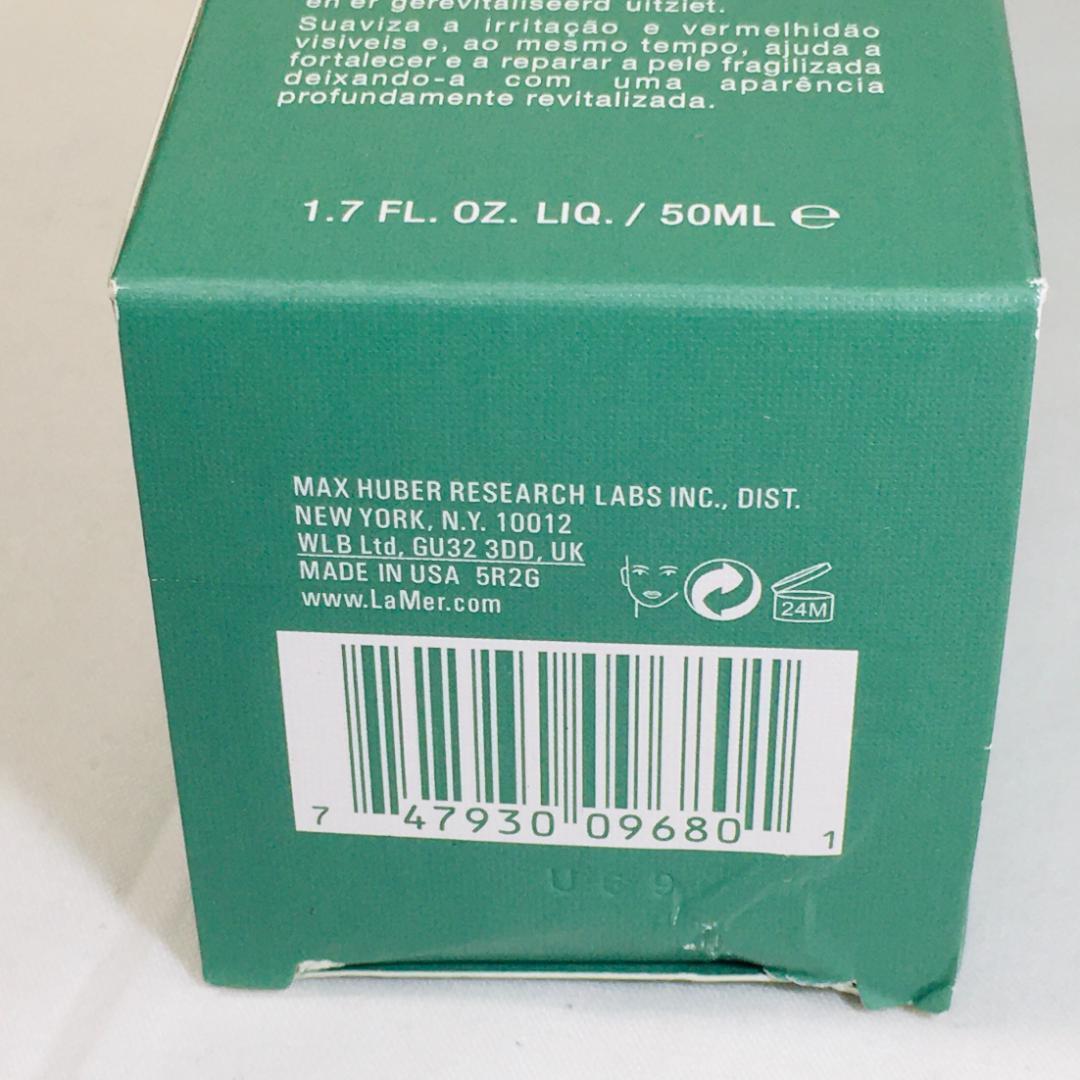 en er gerevitaliseerd uitziet.
Suaviza a irritação e vermelhidão
visiveis e, ao mesmo tempo, ajuda a
fortalecer e a reparar a pele fragilizada
deixando-a com uma aparência
profundamente revitalizada.
1.7 FL. OZ. LIQ. / 50ML ℮
MAX HUBER RESEARCH LABS INC., DIST.
NEW YORK, N.Y. 10012
WLB Ltd, GU32 3DD, UK
MADE IN USA 5R2G
www.LaMer.com
24M
7 47930 09680 1